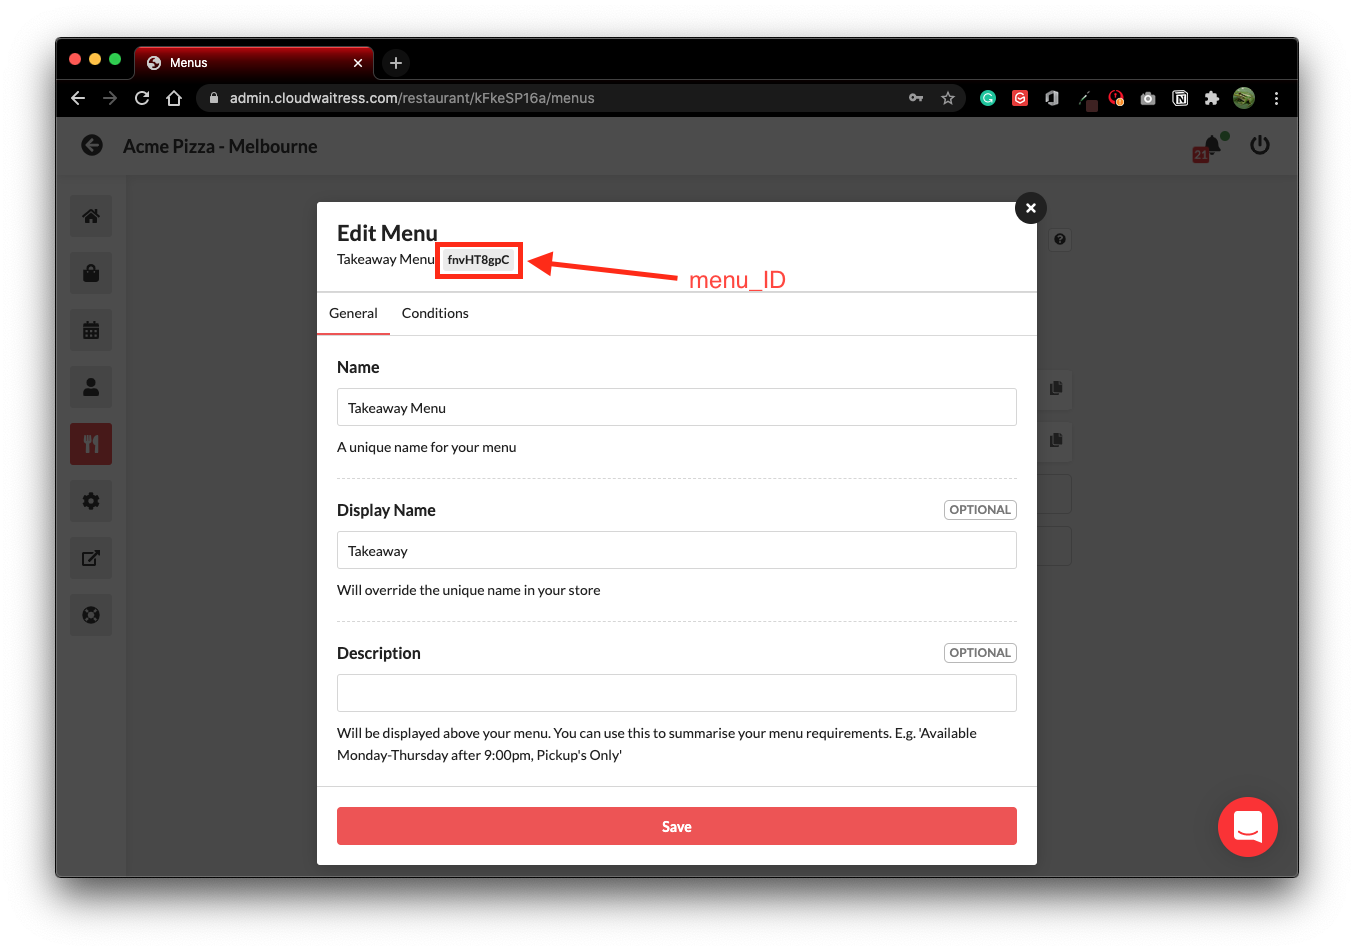 Menus
admin.cloudwaitress.com/restaurant/kFkeSP16a/menus
Acme Pizza - Melbourne
21
Edit Menu
Takeaway Menu fnvHT8gpC
menu_ID
General Conditions
Name
Takeaway Menu
A unique name for your menu
Display Name OPTIONAL
Takeaway
Will override the unique name in your store
Description OPTIONAL
Will be displayed above your menu. You can use this to summarise your menu requirements. E.g. 'Available
Monday-Thursday after 9:00pm, Pickup's Only'
Save